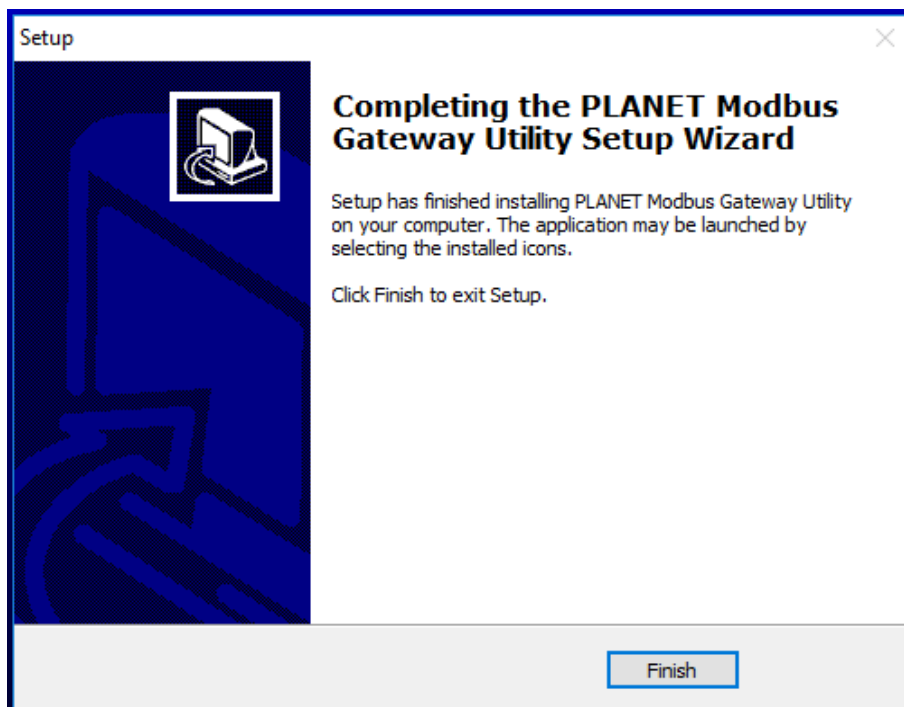 Setup
Completing the PLANET Modbus
Gateway Utility Setup Wizard
Setup has finished installing PLANET Modbus Gateway Utility
on your computer. The application may be launched by
selecting the installed icons.
Click Finish to exit Setup.
Finish